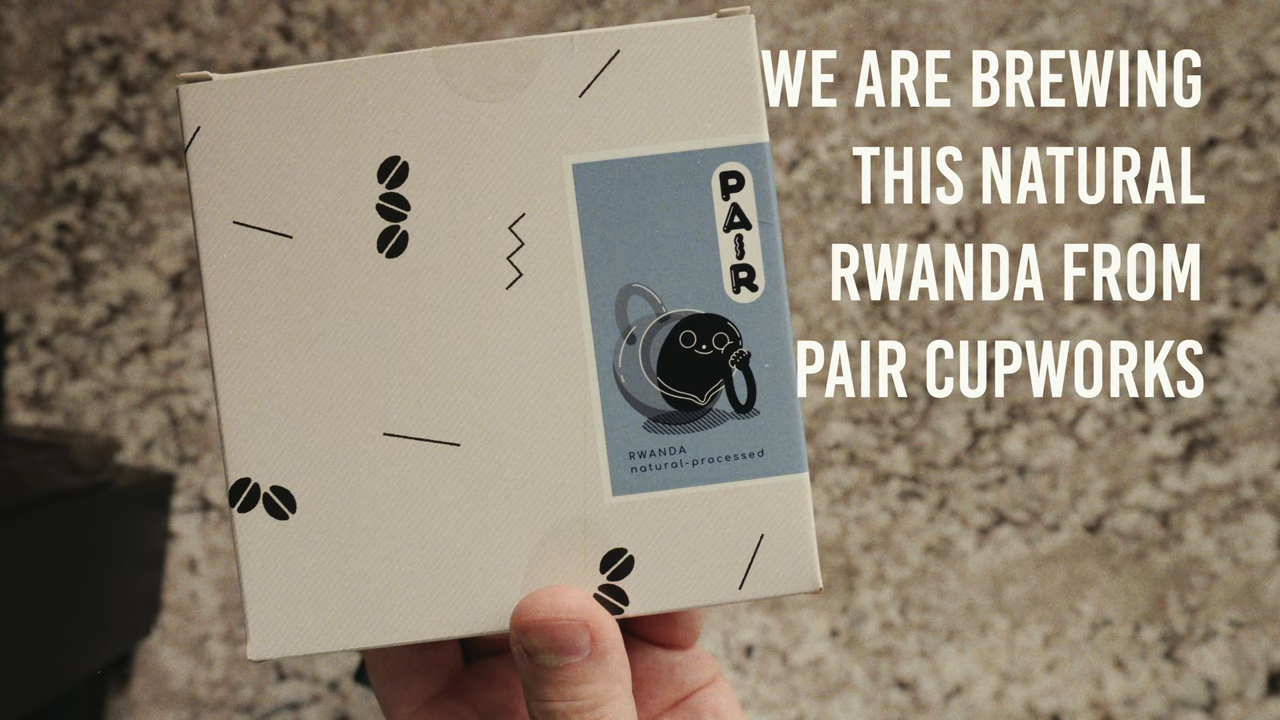 WE ARE BREWING
THIS NATURAL
RWANDA FROM
PAIR CUPWORKS
PAIR
RWANDA
natural-processed